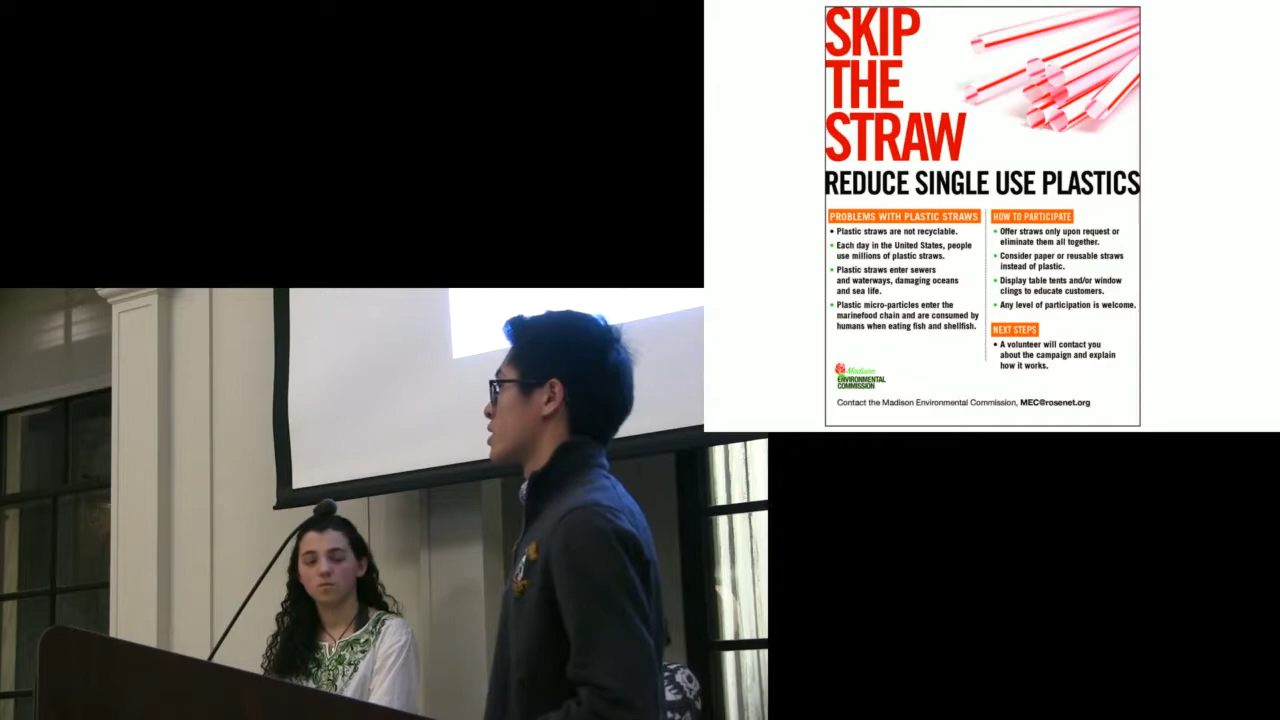 SKIP
THE
STRAW
REDUCE SINGLE USE PLASTICS
PROBLEMS WITH PLASTIC STRAWS
• Plastic straws are not recyclable.
• Each day in the United States, people
use millions of plastic straws.
• Plastic straws enter sewers
and waterways, damaging oceans
and sea life.
• Plastic micro-particles enter the
marinefood chain and are consumed by
humans when eating fish and shellfish.
HOW TO PARTICIPATE
• Offer straws only upon request or
eliminate them all together.
• Consider paper or reusable straws
instead of plastic.
• Display table tents and/or window
clings to educate customers.
• Any level of participation is welcome.
NEXT STEPS
• A volunteer will contact you
about the campaign and explain
how it works.
Madison
ENVIRONMENTAL
COMMISSION
Contact the Madison Environmental Commission, MEC@rosenet.org